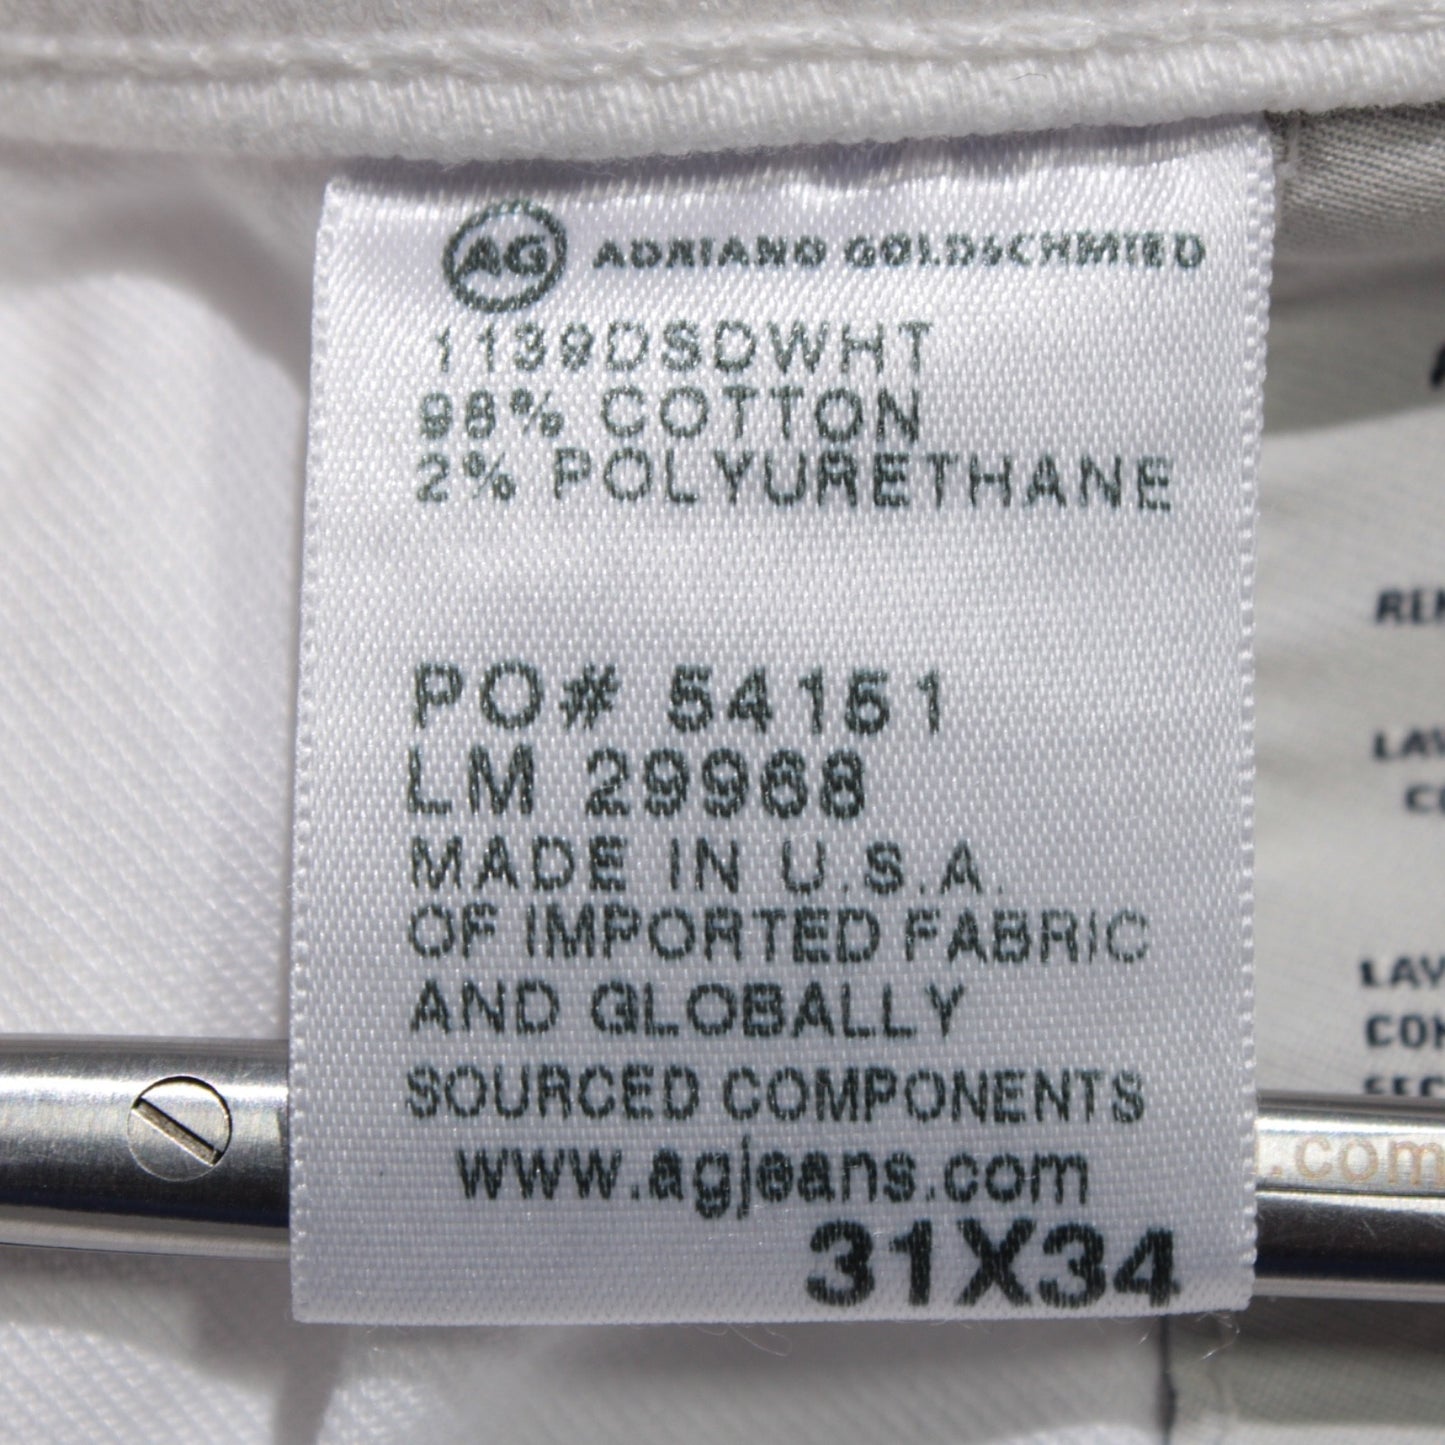 AG ADRIANO GOLDSCHMIED
1139DSDWHT
98% COTTON
2% POLYURETHANE
PO# 54151
LM 29968
MADE IN U.S.A.
OF IMPORTED FABRIC
AND GLOBALLY
SOURCED COMPONENTS
www.agjeans.com
31X34
.com